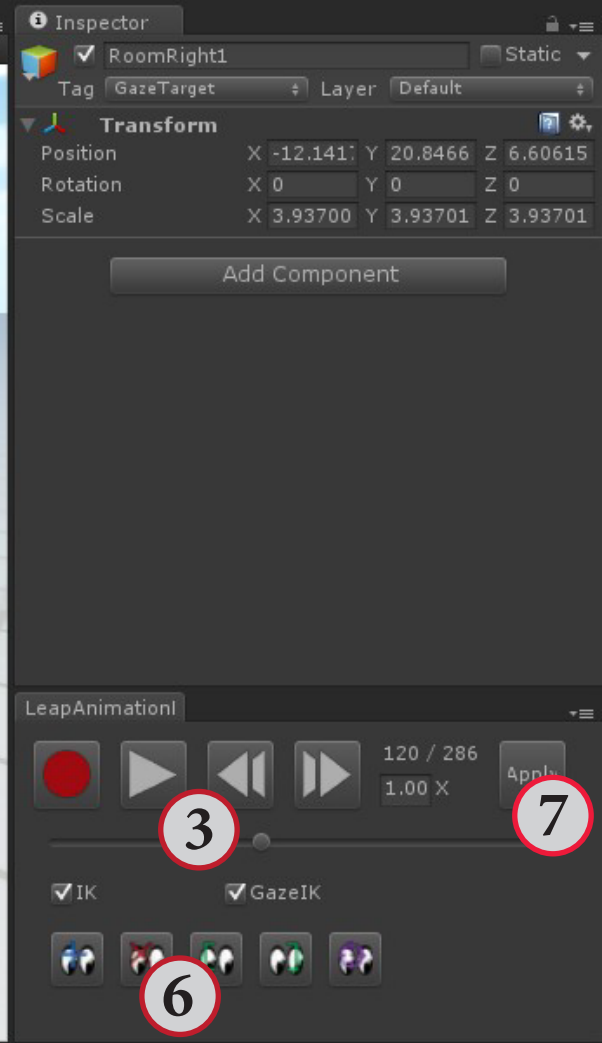 Inspector
RoomRight1 Static
Tag GazeTarget Layer Default
Transform
Position X -12.1417 Y 20.8466 Z 6.60615
Rotation X 0 Y 0 Z 0
Scale X 3.93700 Y 3.93701 Z 3.93701
Add Component
LeapAnimationI
120 / 286
1.00 X
Apply
3
7
IK GazeIK
6